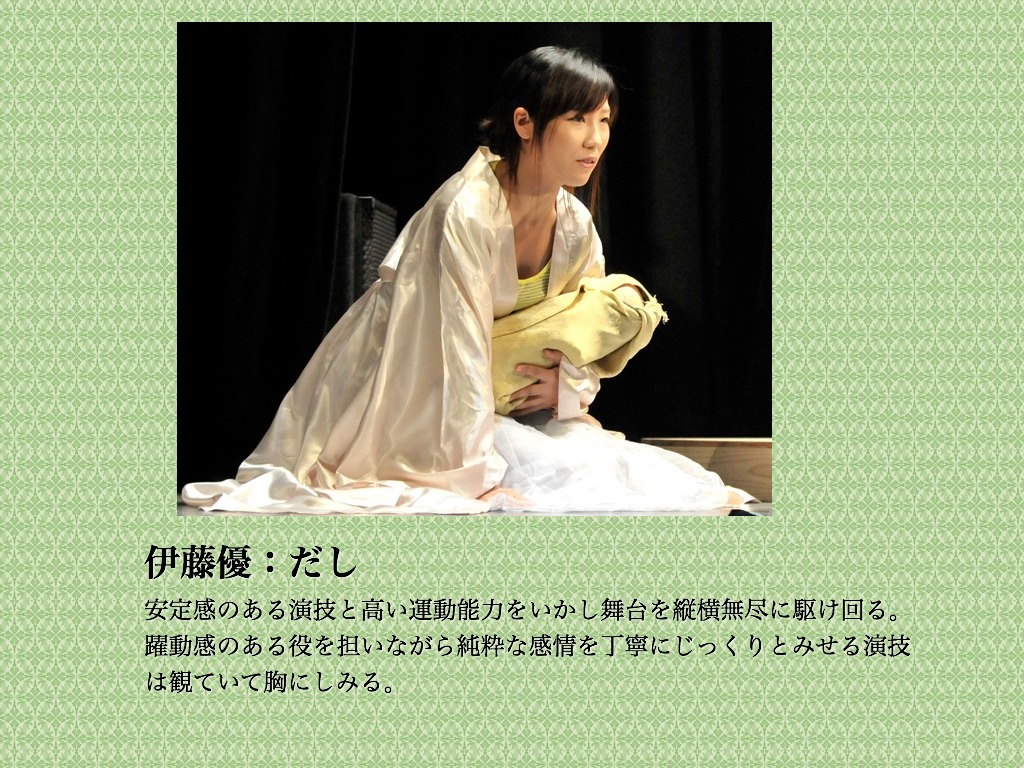 伊藤優：だし
安定感のある演技と高い運動能力をいかし舞台を縦横無尽に駆け回る。
躍動感のある役を担いながら純粋な感情を丁寧にじっくりとみせる演技
は観ていて胸にしみる。